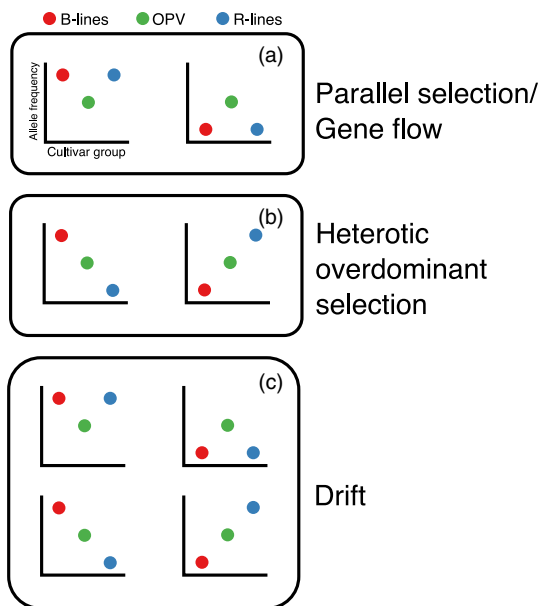 B-lines OPV R-lines
(a)
Allele frequency
Cultivar group
Parallel selection/
Gene flow
(b)
Heterotic
overdominant
selection
(c)
Drift